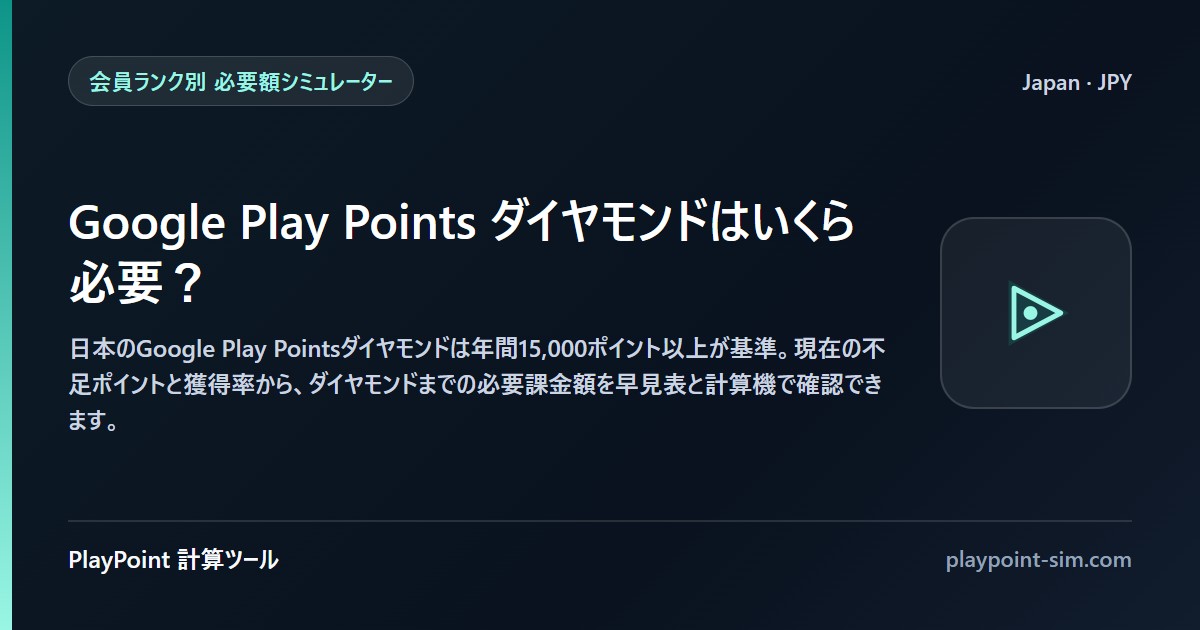 会員ランク別 必要額シミュレーター
Japan · JPY
Google Play Points ダイヤモンドはいくら
必要？
日本のGoogle Play Pointsダイヤモンドは年間15,000ポイント以上が基準。現在の不
足ポイントと獲得率から、ダイヤモンドまでの必要課金額を早見表と計算機で確認でき
ます。
PlayPoint 計算ツール
playpoint-sim.com